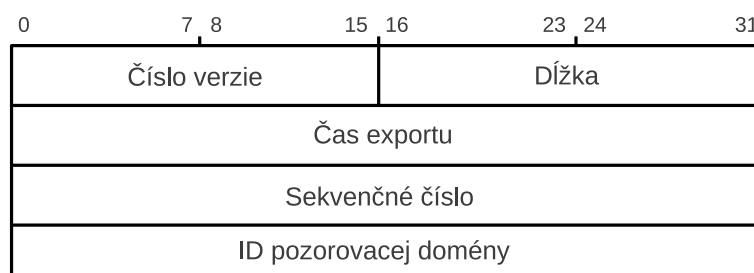 0 7 8 15 16 23 24 31
Číslo verzie Dĺžka
Čas exportu
Sekvenčné číslo
ID pozorovacej domény